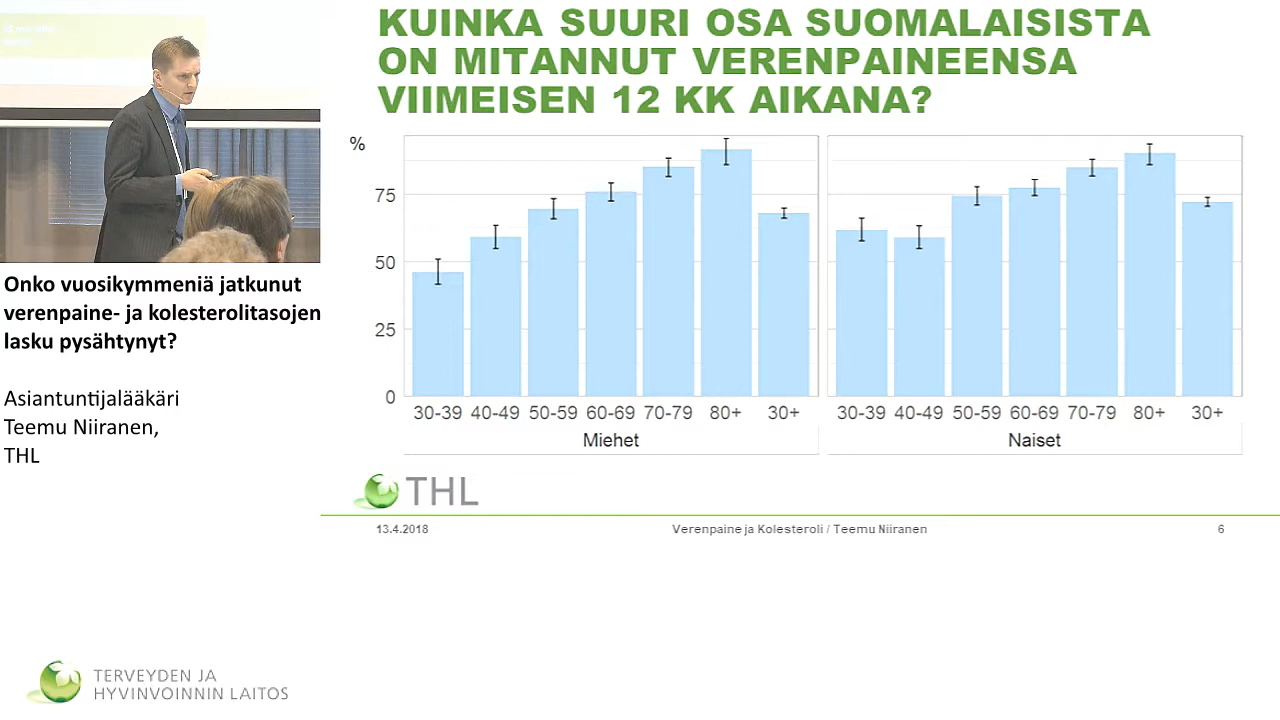 KUINKA SUURI OSA SUOMALAISISTA
ON MITANNUT VERENPAINEENSA
VIIMEISEN 12 KK AIKANA?
%
75
50
25
0
30-39 40-49 50-59 60-69 70-79 80+ 30+
Miehet
30-39 40-49 50-59 60-69 70-79 80+ 30+
Naiset
THL
13.4.2018
Verenpaine ja Kolesteroli / Teemu Niiranen
6
Onko vuosikymmeniä jatkunut
verenpaine- ja kolesterolitasojen
lasku pysähtynyt?
Asiantuntijalääkäri
Teemu Niiranen,
THL
TERVEYDEN JA
HYVINVOINNIN LAITOS